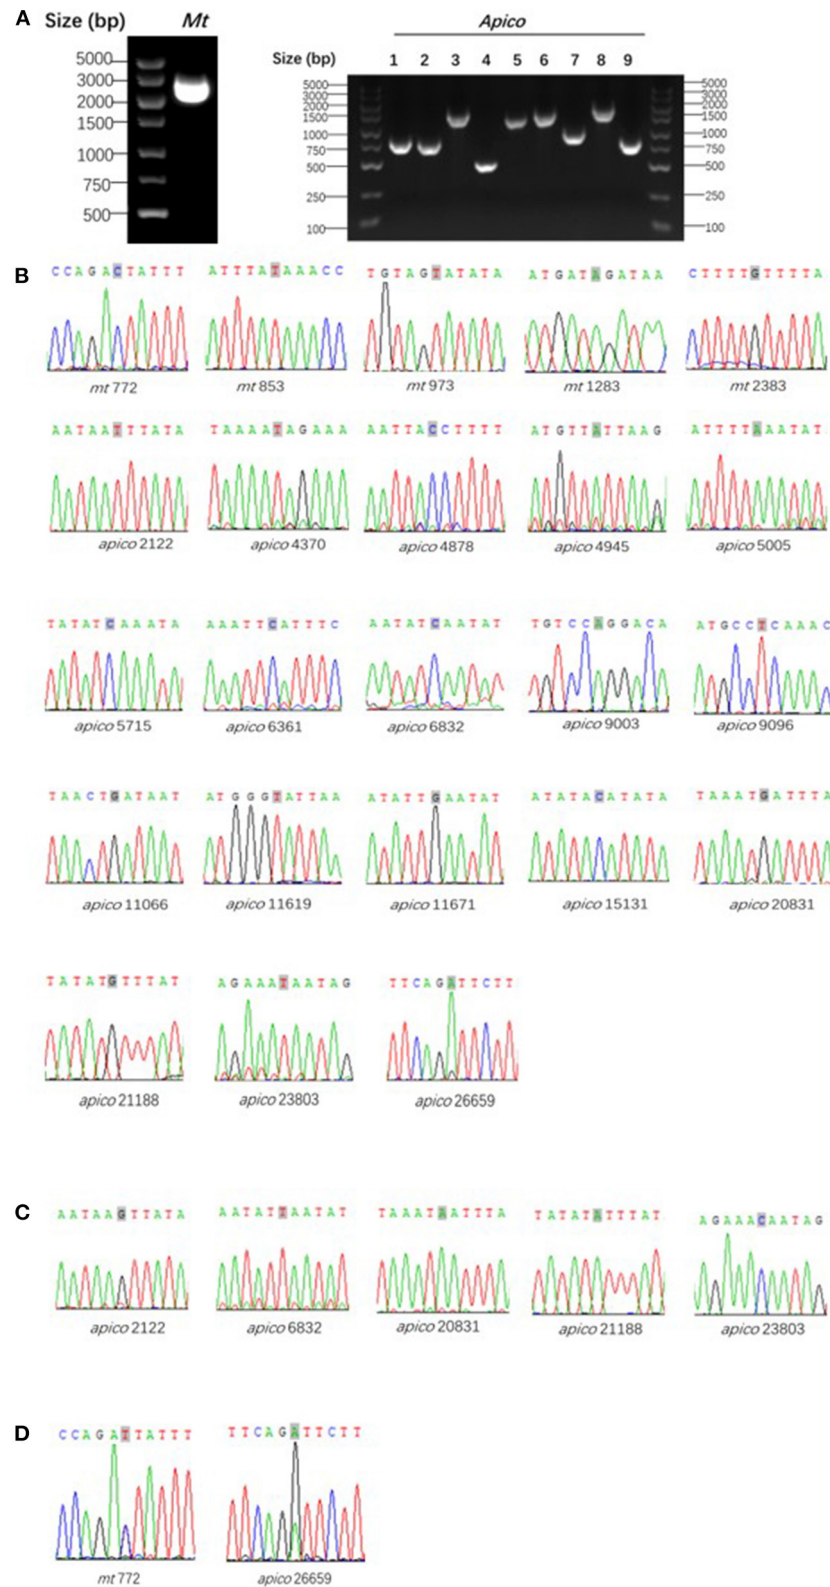 A
Size (bp) Mt
5000
3000
2000
1500
1000
750
500
Apico
Size (bp) 1 2 3 4 5 6 7 8 9
5000 5000
3000 3000
2000 2000
1500 1500
1000 1000
750 750
500 500
250 250
100 100
B
CCAGACTATTT ATTTATAAACC TGTAGTATATA ATGATAGATAA CTTTTGTTTTA
mt 772 mt 853 mt 973 mt 1283 mt 2383
AATAATTTATA TAAAATAGAAA AATTACCTTTT ATGTTATTAAG ATTTTAAATAT
apico 2122 apico 4370 apico 4878 apico 4945 apico 5005
TATATCAAATA AAATTCATTTC AATATCAATAT TGTCCAGGACA ATGCCTCAAAC
apico 5715 apico 6361 apico 6832 apico 9003 apico 9096
TAACTGATAAT ATGGGTATTAA ATATTGAATAT ATATACATATA TAAATGATTTA
apico 11066 apico 11619 apico 11671 apico 15131 apico 20831
TATATGTTTAT AGAAATAATAG TTCAGATTCTT
apico 21188 apico 23803 apico 26659
C
AATAAGTTATA AATATTAATAT TAAATAATTTA TATATATTTAT AGAAACAATAG
apico 2122 apico 6832 apico 20831 apico 21188 apico 23803
D
CCAGATTATTT TTCAGATTCTT
mt 772 apico 26659